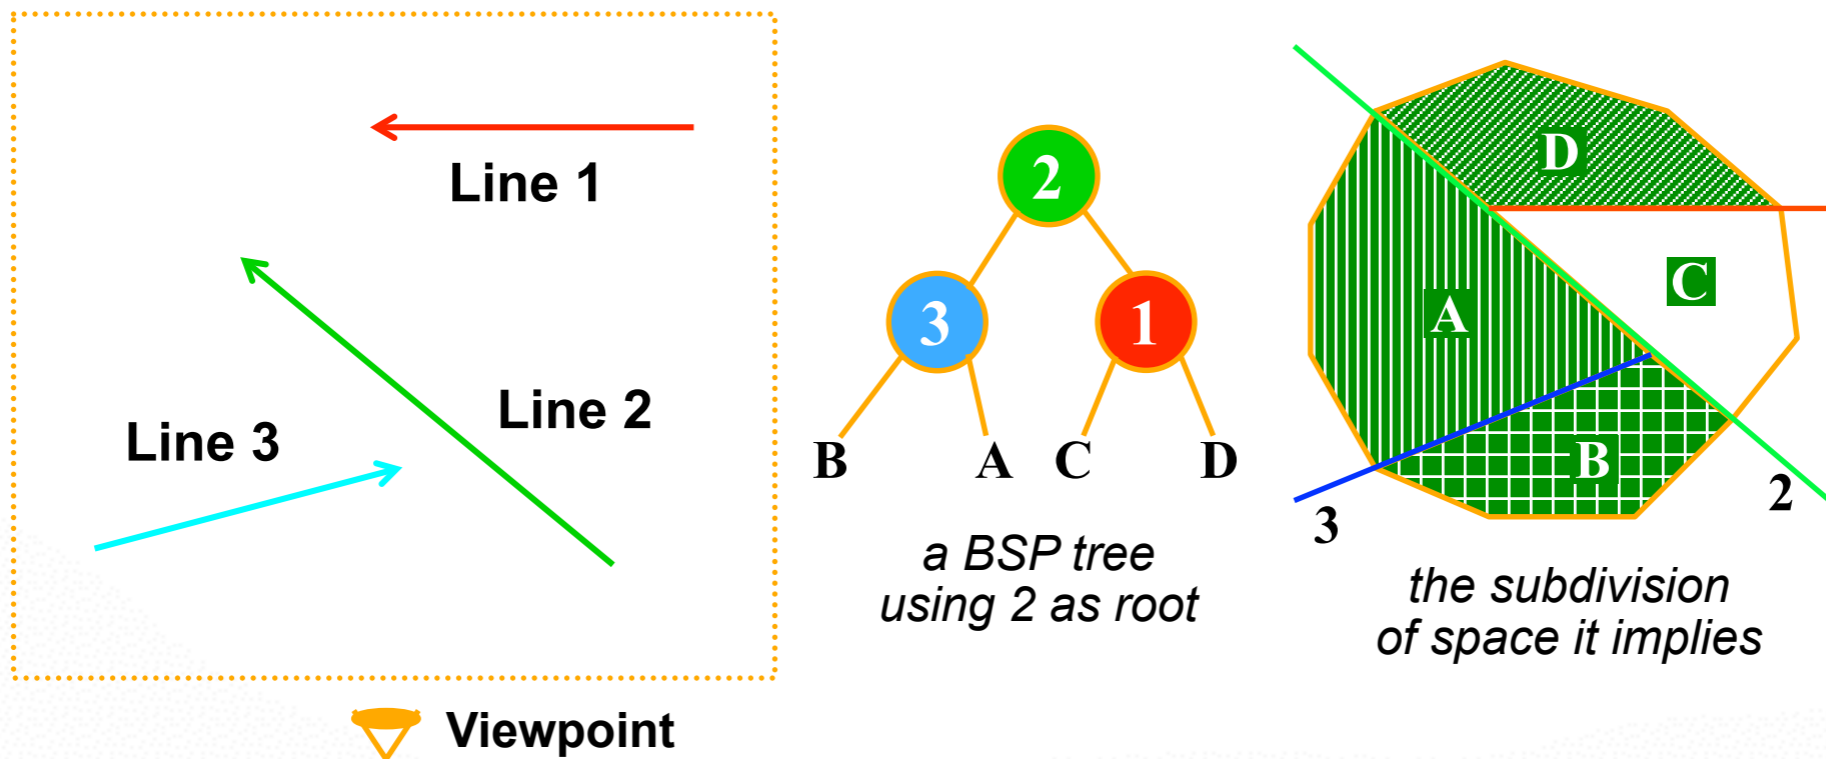 Line 1
Line 2
Line 3
Viewpoint
2
3
1
B
A
C
D
a BSP tree
using 2 as root
D
C
A
B
2
3
the subdivision
of space it implies